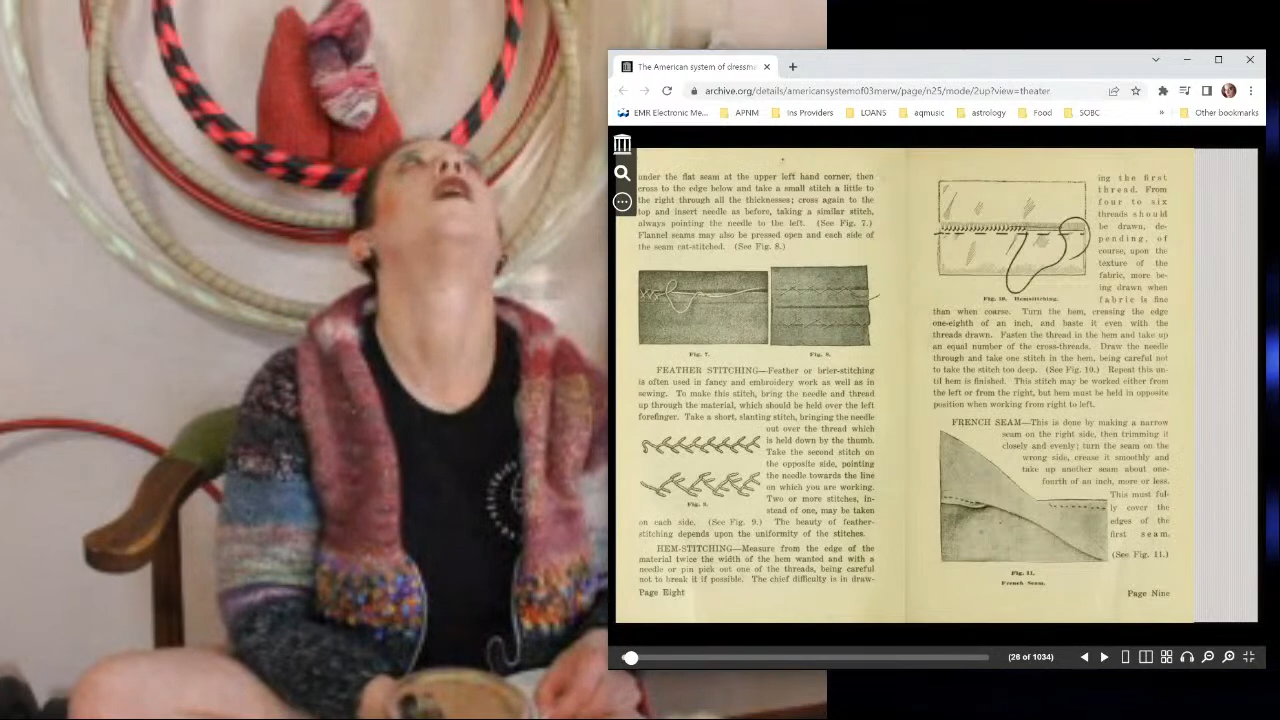 The American system of dressma
archive.org/details/americansystemof03merw/page/n25/mode/2up?view=theater
EMR Electronic Me...
APNM
Ins Providers
LOANS
aqmusic
astrology
Food
SOBC
»
Other bookmarks
under the flat seam at the upper left hand corner, then
cross to the edge below and take a small stitch a little to
the right through all the thicknesses; cross again to the
top and insert needle as before, taking a similar stitch,
always pointing the needle to the left. (See Fig. 7.)
Flannel seams may also be pressed open and each side of
the seam cat-stitched. (See Fig. 8.)
Fig. 7.
Fig. 8.
FEATHER STITCHING—Feather or brier-stitching
is often used in fancy and embroidery work as well as in
sewing. To make this stitch, bring the needle and thread
up through the material, which should be held over the left
forefinger. Take a short, slanting stitch, bringing the needle
out over the thread which
is held down by the thumb.
Take the second stitch on
the opposite side, pointing
the needle towards the line
on which you are working.
Two or more stitches, in-
stead of one, may be taken
Fig. 9.
on each side. (See Fig. 9.) The beauty of feather-
stitching depends upon the uniformity of the stitches.
HEM-STITCHING—Measure from the edge of the
material twice the width of the hem wanted and with a
needle or pin pick out one of the threads, being careful
not to break it if possible. The chief difficulty is in draw-
Page Eight
ing the first
thread. From
four to six
threads should
be drawn, de-
pending, of
course, upon the
texture of the
fabric, more be-
ing drawn when
fabric is fine
Fig. 10. Hemstitching.
than when coarse. Turn the hem, creasing the edge
one-eighth of an inch, and baste it even with the
threads drawn. Fasten the thread in the hem and take up
an equal number of the cross-threads. Draw the needle
through and take one stitch in the hem, being careful not
to take the stitch too deep. (See Fig. 10.) Repeat this un-
til hem is finished. This stitch may be worked either from
the left or from the right, but hem must be held in opposite
position when working from right to left.
FRENCH SEAM—This is done by making a narrow
seam on the right side, then trimming it
closely and evenly; turn the seam on the
wrong side, crease it smoothly and
take up another seam about one-
fourth of an inch, more or less.
This must ful-
ly cover the
edges of the
first seam.
(See Fig. 11.)
Fig. 11.
French Seam.
Page Nine
(26 of 1034)